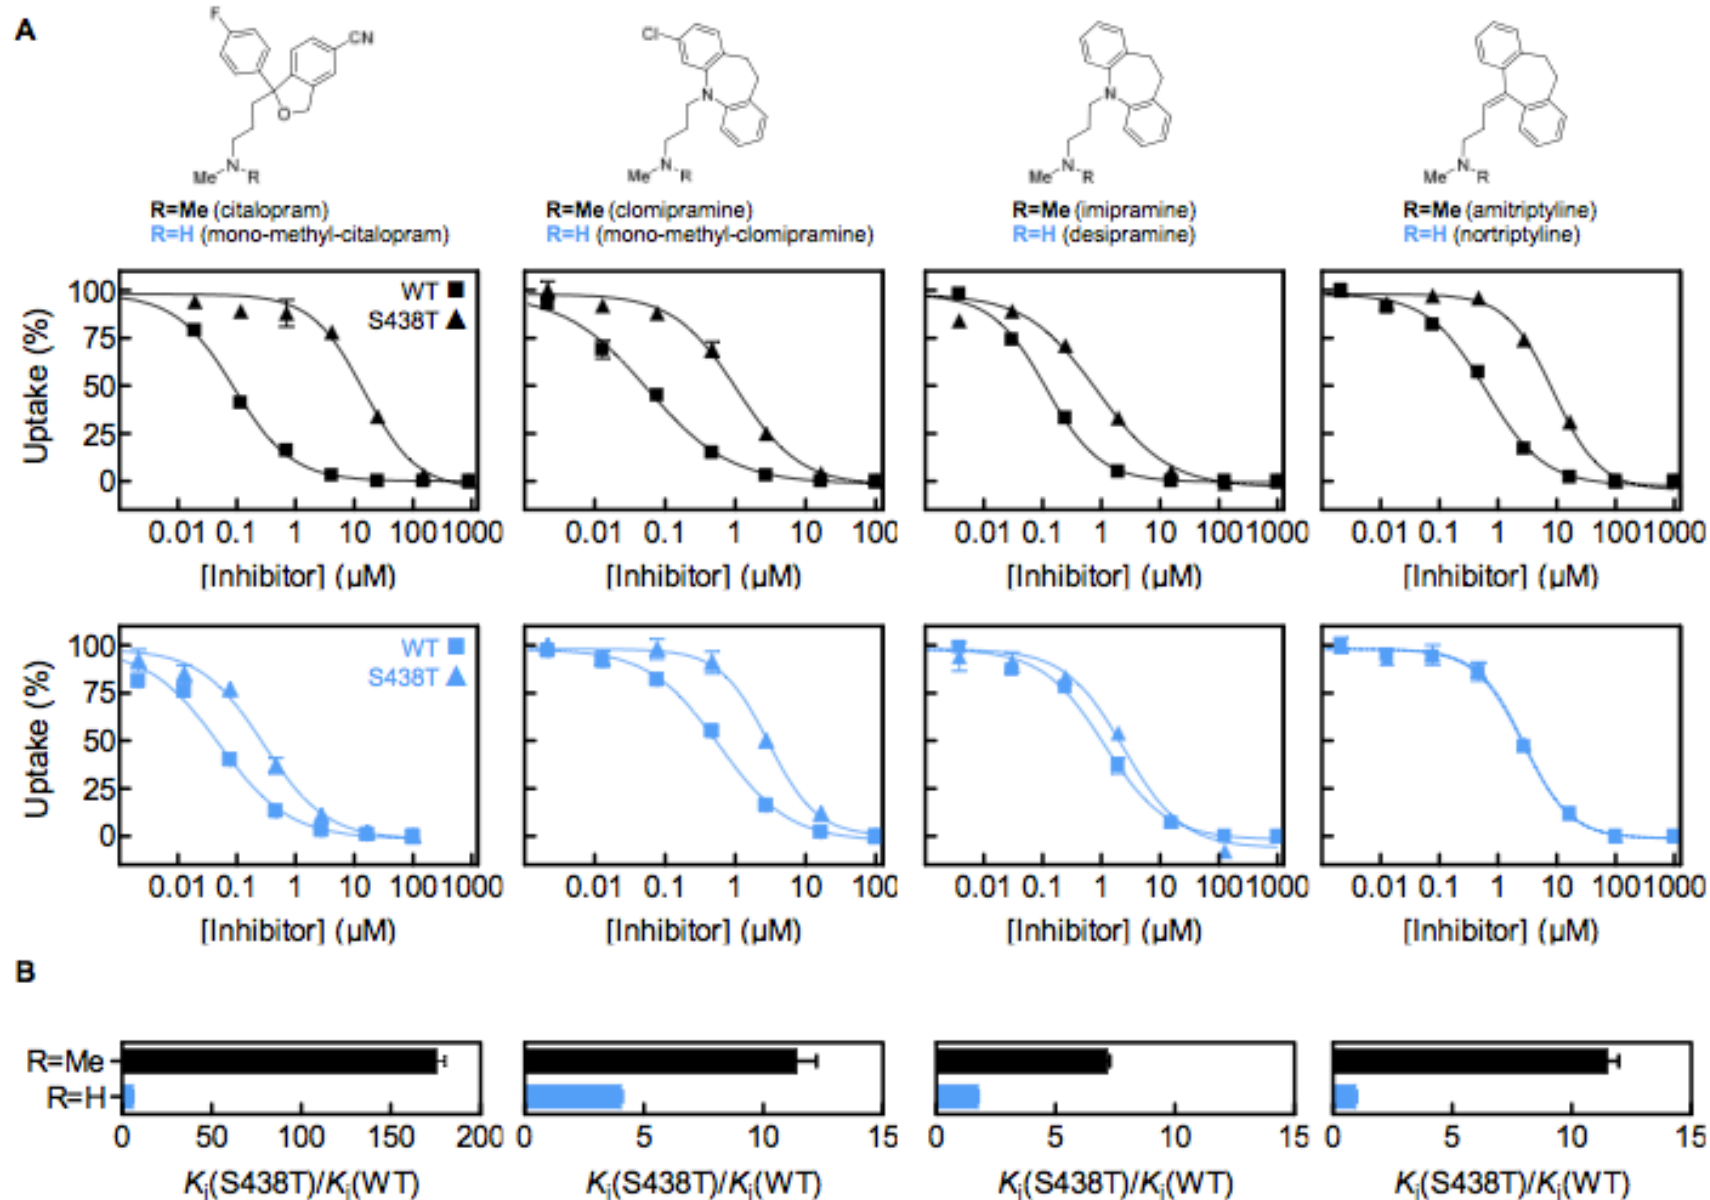 A
F
CN
O
N
Me
R
Cl
N
N
Me
R
N
N
Me
R
N
Me
R
R=Me (citalopram)
R=H (mono-methyl-citalopram)
R=Me (clomipramine)
R=H (mono-methyl-clomipramine)
R=Me (imipramine)
R=H (desipramine)
R=Me (amitriptyline)
R=H (nortriptyline)
Uptake (%)
100
75
50
25
0
WT
S438T
0.01 0.1 1 10 100 1000
0.01 0.1 1 10 100
0.01 0.1 1 10 100 1000
0.01 0.1 1 10 100 1000
[Inhibitor] (µM)
[Inhibitor] (µM)
[Inhibitor] (µM)
[Inhibitor] (µM)
Uptake (%)
100
75
50
25
0
WT
S438T
0.01 0.1 1 10 100 1000
0.01 0.1 1 10 100
0.01 0.1 1 10 100 1000
0.01 0.1 1 10 100 1000
[Inhibitor] (µM)
[Inhibitor] (µM)
[Inhibitor] (µM)
[Inhibitor] (µM)
B
R=Me
R=H
0 50 100 150 200
0 5 10 15
0 5 10 15
0 5 10 15
Ki(S438T)/Ki(WT)
Ki(S438T)/Ki(WT)
Ki(S438T)/Ki(WT)
Ki(S438T)/Ki(WT)